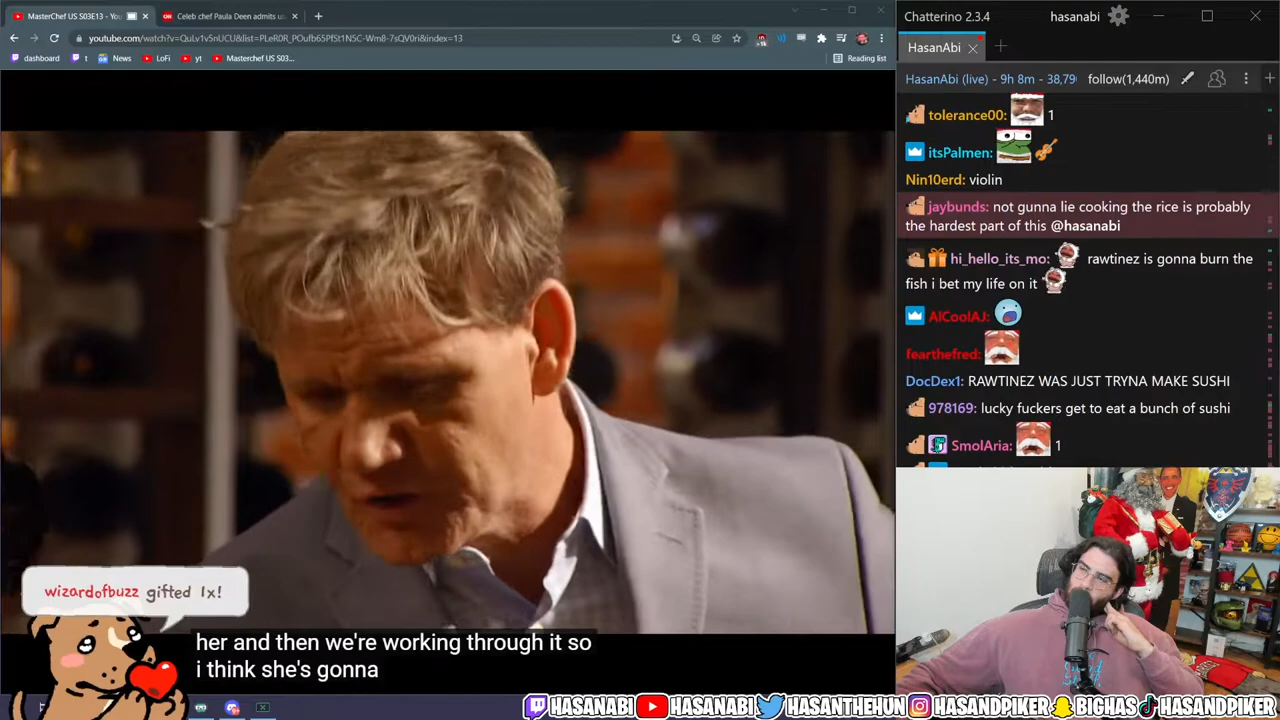 MasterChef US S03E13 - You
Celeb chef Paula Deen admits us
Chatterino 2.3.4
hasanabi
youtube.com/watch?v=QuLv1v5nUCU&list=PLeR0R_POufb65PfSt1N5C-Wm8-7sQV0ri&index=13
HasanAbi
dashboard
t
News
LoFi
yt
Masterchef US S03...
Reading list
HasanAbi (live) - 9h 8m - 38,79
follow(1,440m)
tolerance00: 1
itsPalmen:
Nin10erd: violin
jaybunds: not gunna lie cooking the rice is probably
the hardest part of this @hasanabi
hi_hello_its_mo: rawtinez is gonna burn the
fish i bet my life on it
AlCoolAJ:
fearthefred:
DocDex1: RAWTINEZ WAS JUST TRYNA MAKE SUSHI
978169: lucky fuckers get to eat a bunch of sushi
SmolAria: 1
wizardofbuzz gifted 1x!
her and then we're working through it so
i think she's gonna
HASANABI HASANABI HASANTHEHUN HASANDPIKER BIGHAS HASANDPIKER